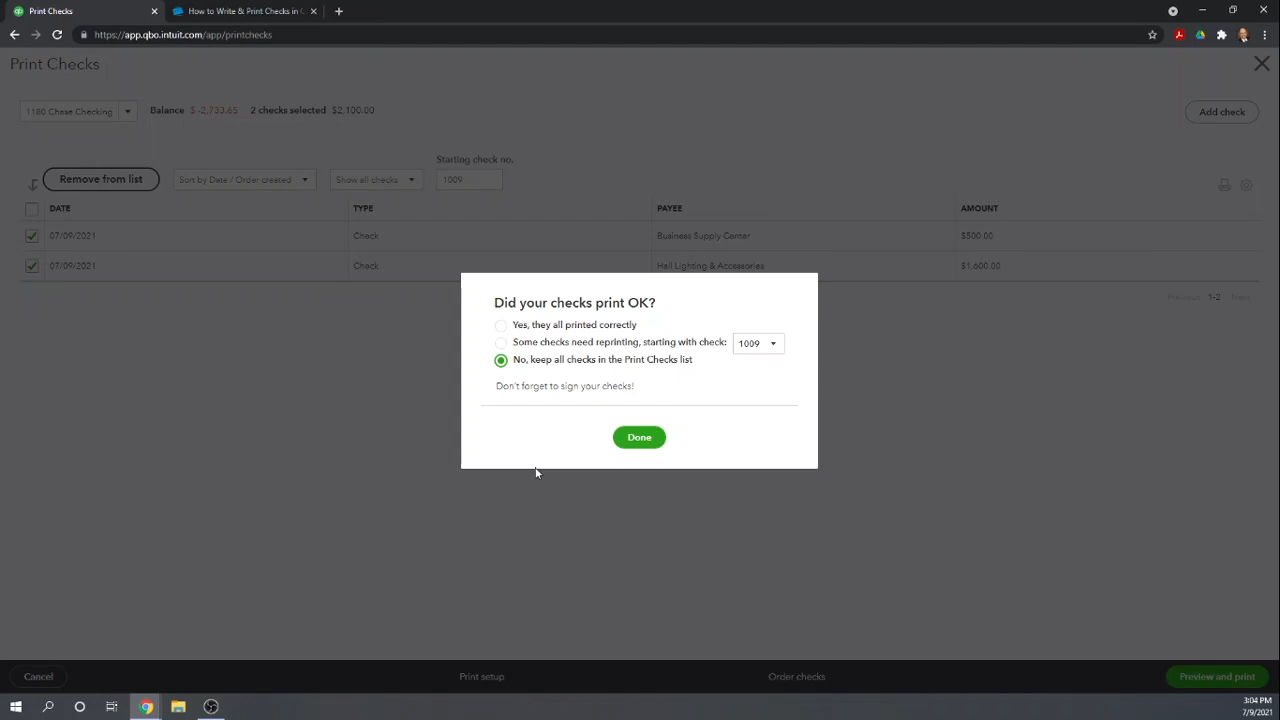 Print Checks
How to Write & Print Checks in
https://app.qbo.intuit.com/app/printchecks
Print Checks
1180 Chase Checking
Balance $ -2,733.65 2 checks selected $2,100.00
Add check
Starting check no.
Remove from list
Sort by Date / Order created
Show all checks
1009
DATE TYPE PAYEE AMOUNT
07/09/2021 Check Business Supply Center $500.00
07/09/2021 Check Hall Lighting & Accessories $1,600.00
Previous 1-2 Next
Did your checks print OK?
Yes, they all printed correctly
Some checks need reprinting, starting with check: 1009
No, keep all checks in the Print Checks list
Don't forget to sign your checks!
Done
Cancel Print setup Order checks Preview and print
3:04 PM
7/9/2021